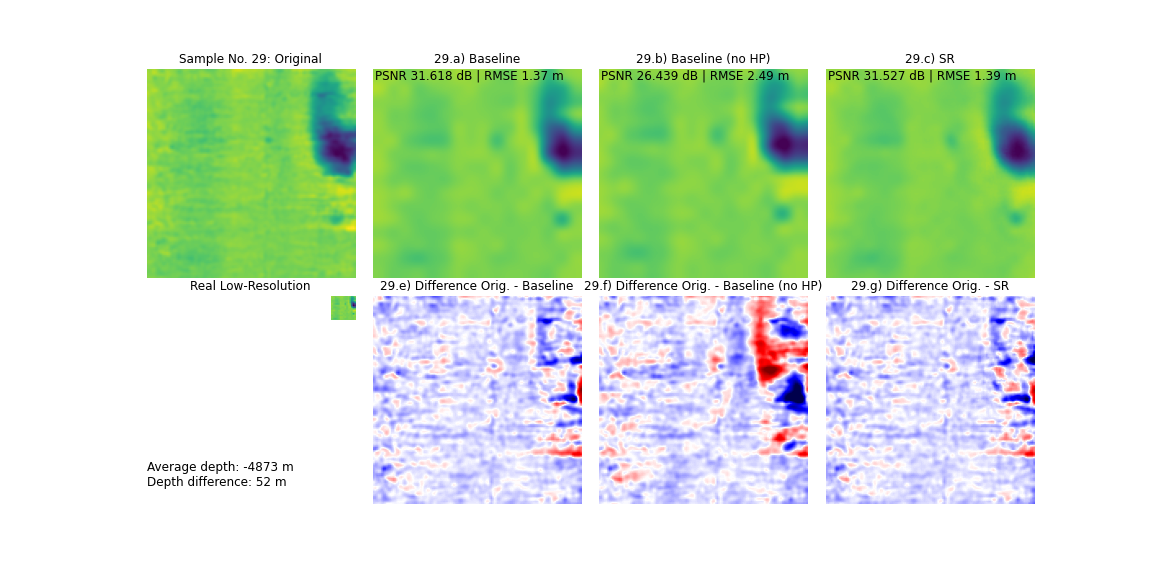 Sample No. 29: Original
29.a) Baseline
29.b) Baseline (no HP)
29.c) SR
PSNR 31.618 dB | RMSE 1.37 m
PSNR 26.439 dB | RMSE 2.49 m
PSNR 31.527 dB | RMSE 1.39 m
Real Low-Resolution
29.e) Difference Orig. - Baseline
29.f) Difference Orig. - Baseline (no HP)
29.g) Difference Orig. - SR
Average depth: -4873 m
Depth difference: 52 m